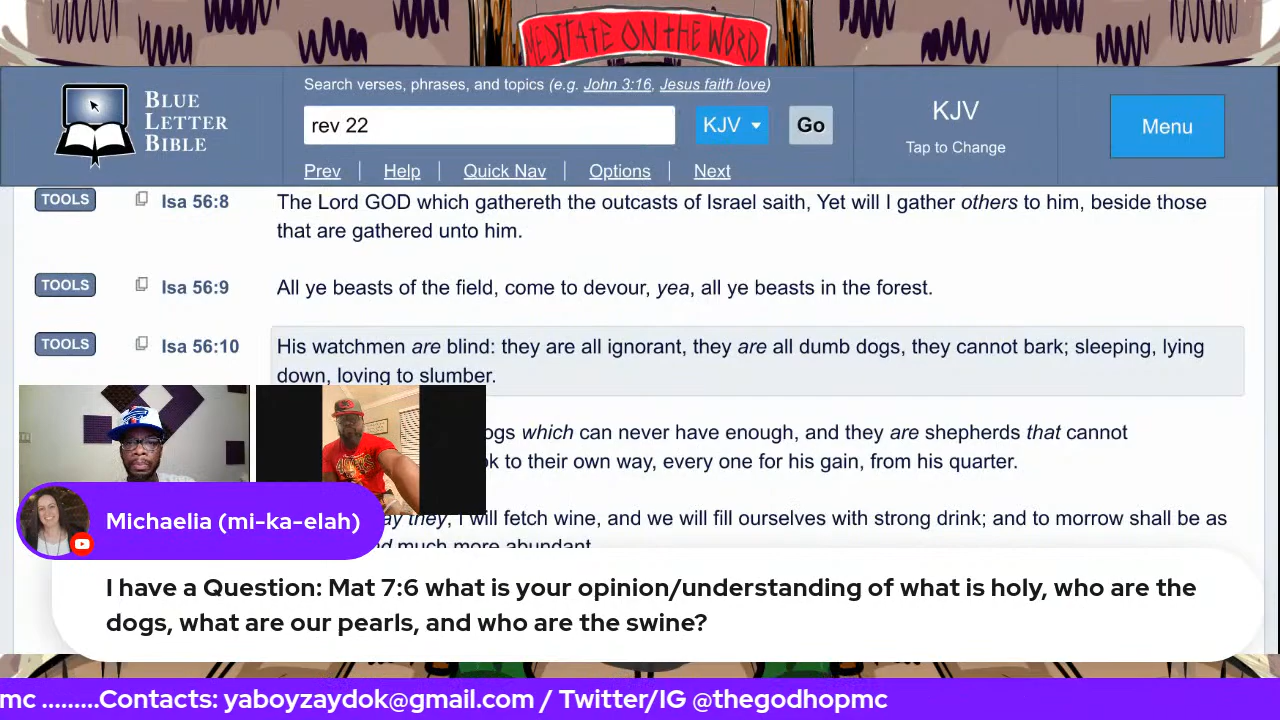 MEDITATE ON THE WORD
BLUE
LETTER
BIBLE
Search verses, phrases, and topics (e.g. John 3:16, Jesus faith love)
rev 22
KJV
Go
Prev
Help
Quick Nav
Options
Next
KJV
Tap to Change
Menu
TOOLS
Isa 56:8
The Lord GOD which gathereth the outcasts of Israel saith, Yet will I gather others to him, beside those
that are gathered unto him.
TOOLS
Isa 56:9
All ye beasts of the field, come to devour, yea, all ye beasts in the forest.
TOOLS
Isa 56:10
His watchmen are blind: they are all ignorant, they are all dumb dogs, they cannot bark; sleeping, lying
down, loving to slumber.
which can never have enough, and they are shepherds that cannot
to their own way, every one for his gain, from his quarter.
they, I will fetch wine, and we will fill ourselves with strong drink; and to morrow shall be as
much more abundant.
Michaelia (mi-ka-elah)
I have a Question: Mat 7:6 what is your opinion/understanding of what is holy, who are the
dogs, what are our pearls, and who are the swine?
mc .........Contacts: yaboyzaydok@gmail.com / Twitter/IG @thegodhopmc